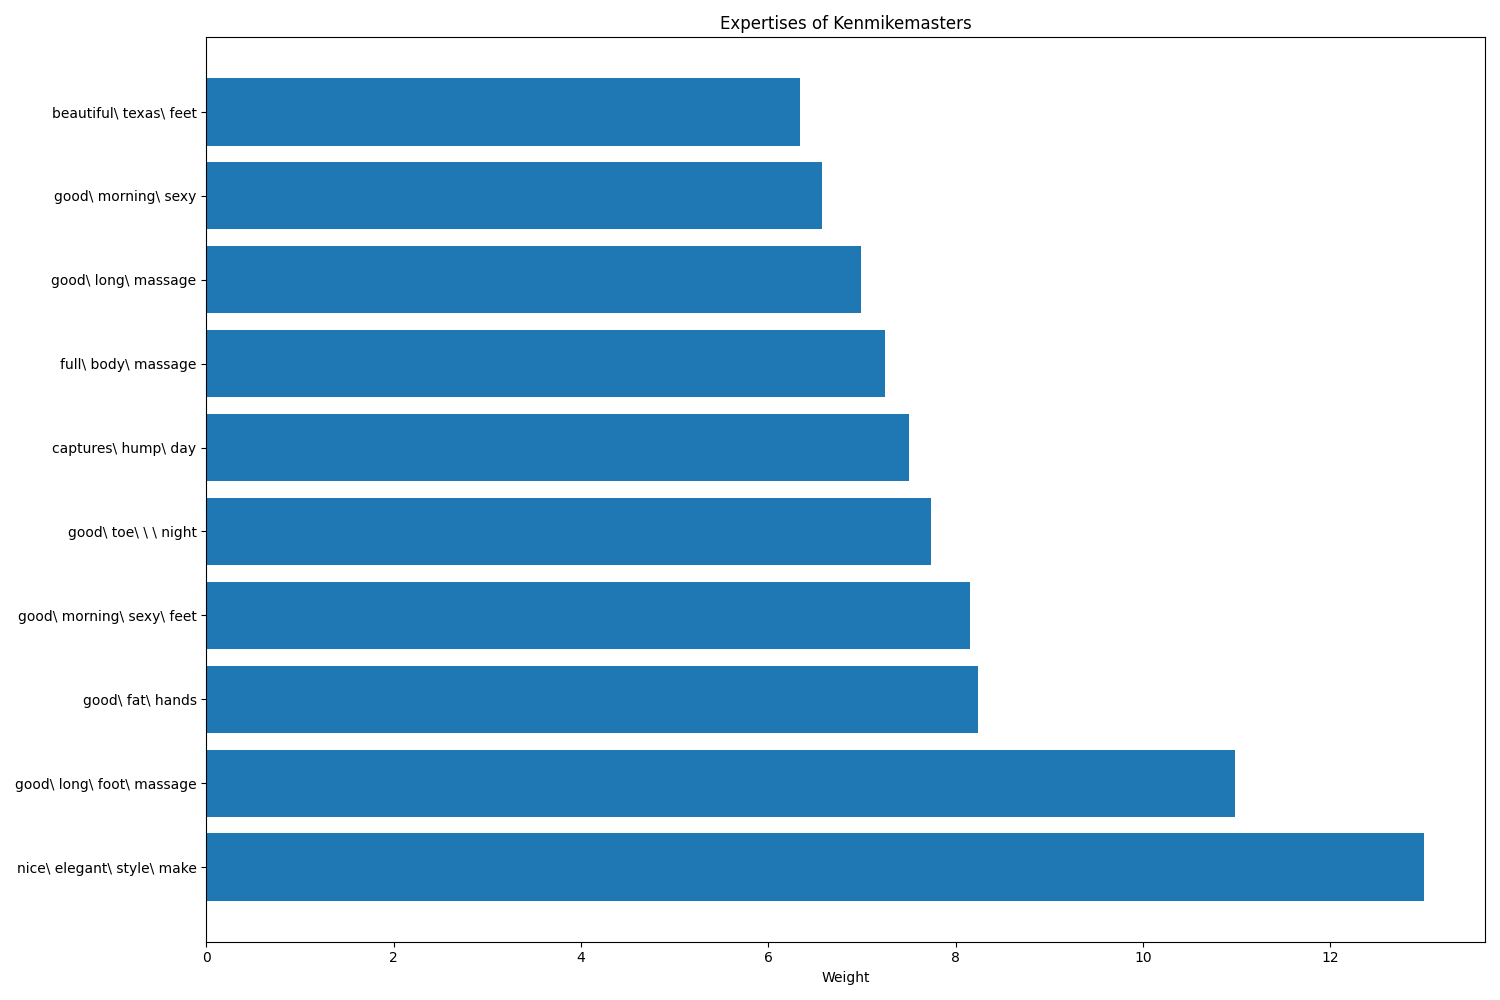 Expertises of Kenmikemasters
beautiful\ texas\ feet
good\ morning\ sexy
good\ long\ massage
full\ body\ massage
captures\ hump\ day
good\ toe\ \ \ night
good\ morning\ sexy\ feet
good\ fat\ hands
good\ long\ foot\ massage
nice\ elegant\ style\ make
0 2 4 6 8 10 12
Weight